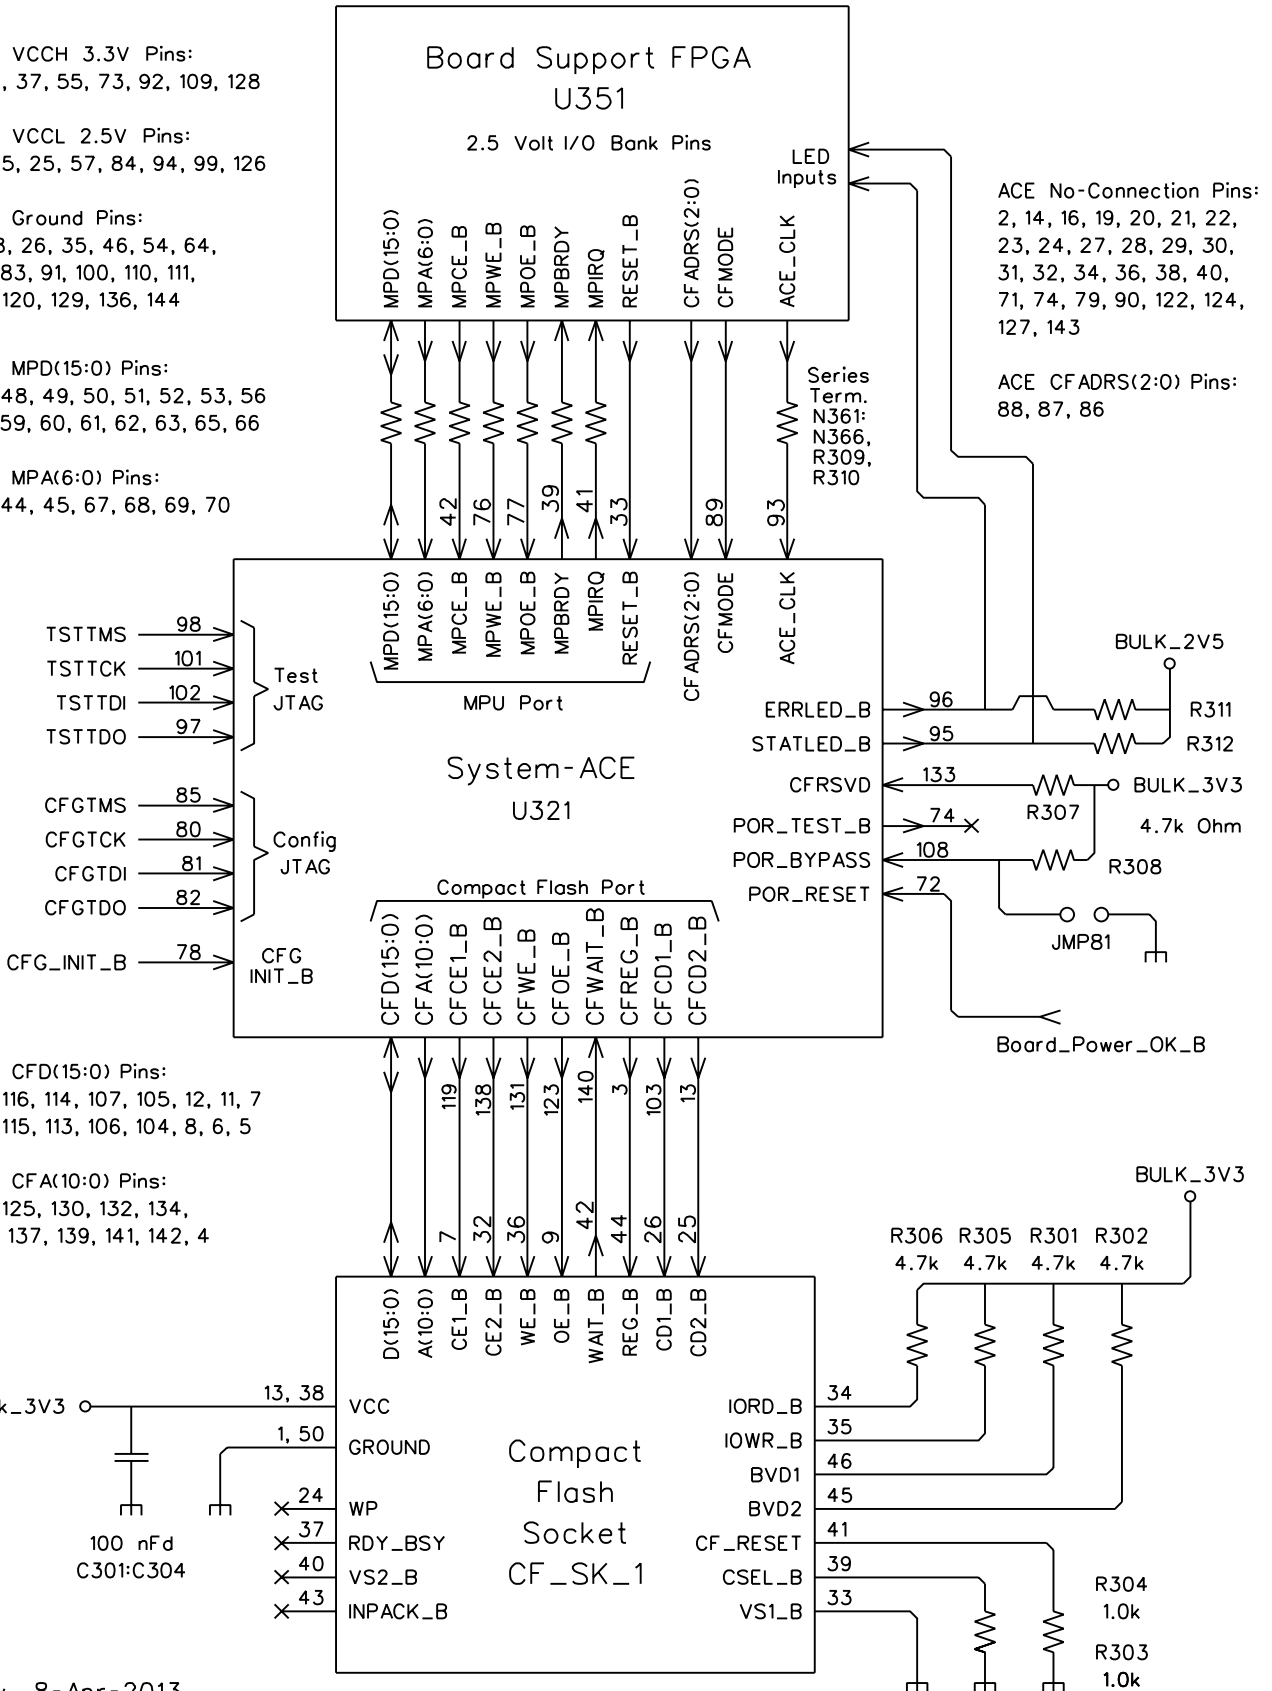 VCCH 3.3V Pins:
, 37, 55, 73, 92, 109, 128
VCCL 2.5V Pins:
5, 25, 57, 84, 94, 99, 126
Ground Pins:
, 26, 35, 46, 54, 64,
83, 91, 100, 110, 111,
120, 129, 136, 144
MPD(15:0) Pins:
48, 49, 50, 51, 52, 53, 56
59, 60, 61, 62, 63, 65, 66
MPA(6:0) Pins:
44, 45, 67, 68, 69, 70
Board Support FPGA
U351
2.5 Volt I/O Bank Pins
LED
Inputs
MPD(15:0)
MPA(6:0)
MPCE_B
MPWE_B
MPOE_B
MPBRDY
MPIRQ
RESET_B
CFADRS(2:0)
CFMODE
ACE_CLK
ACE No-Connection Pins:
2, 14, 16, 19, 20, 21, 22,
23, 24, 27, 28, 29, 30,
31, 32, 34, 36, 38, 40,
71, 74, 79, 90, 122, 124,
127, 143
ACE CFADRS(2:0) Pins:
88, 87, 86
Series
Term.
N361:
N366,
R309,
R310
42
76
77
39
41
33
89
93
MPD(15:0)
MPA(6:0)
MPCE_B
MPWE_B
MPOE_B
MPBRDY
MPIRQ
RESET_B
CFADRS(2:0)
CFMODE
ACE_CLK
MPU Port
System-ACE
U321
TSTTMS 98
TSTTCK 101
TSTTDI 102
TSTTDO 97
Test
JTAG
CFGTMS 85
CFGTCK 80
CFGTDI 81
CFGTDO 82
Config
JTAG
CFG_INIT_B 78
CFG
INIT_B
BULK_2V5
ERRLED_B 96 R311
STATLED_B 95 R312
CFRSVD 133 BULK_3V3
R307
POR_TEST_B 74 4.7k Ohm
POR_BYPASS 108 R308
POR_RESET 72
JMP81
Board_Power_OK_B
Compact Flash Port
CFD(15:0)
CFA(10:0)
CFCE1_B
CFCE2_B
CFWE_B
CFOE_B
CFWAIT_B
CFREG_B
CFCD1_B
CFCD2_B
119
138
131
123
140
3
103
13
CFD(15:0) Pins:
116, 114, 107, 105, 12, 11, 7
115, 113, 106, 104, 8, 6, 5
CFA(10:0) Pins:
125, 130, 132, 134,
137, 139, 141, 142, 4
7
32
36
9
42
44
26
25
D(15:0)
A(10:0)
CE1_B
CE2_B
WE_B
OE_B
WAIT_B
REG_B
CD1_B
CD2_B
BULK_3V3
R306 R305 R301 R302
4.7k 4.7k 4.7k 4.7k
k_3V3
13, 38 VCC
1, 50 GROUND
24 WP
37 RDY_BSY
40 VS2_B
43 INPACK_B
100 nFd
C301:C304
Compact
Flash
Socket
CF_SK_1
IORD_B 34
IOWR_B 35
BVD1 46
BVD2 45
CF_RESET 41
CSEL_B 39
VS1_B 33
R304
1.0k
R303
1.0k
8-Apr-2013